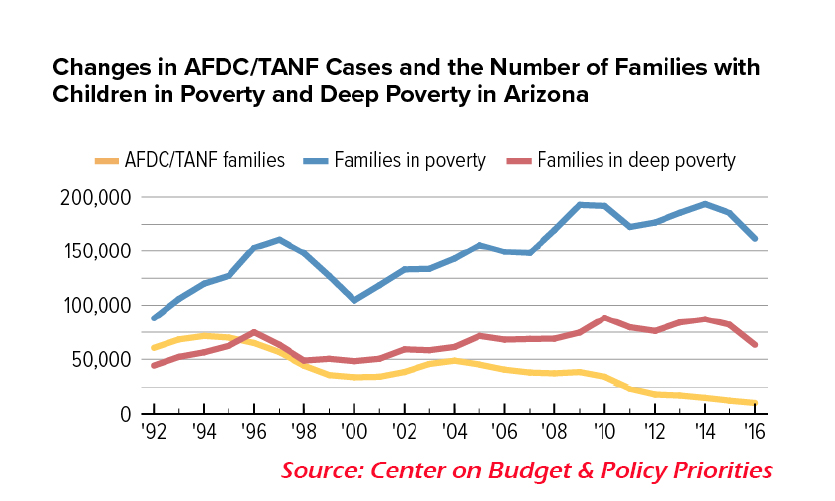 Changes in AFDC/TANF Cases and the Number of Families with
Children in Poverty and Deep Poverty in Arizona
AFDC/TANF families Families in poverty Families in deep poverty
200,000
150,000
100,000
50,000
0
'92 '94 '96 '98 '00 '02 '04 '06 '08 '10 '12 '14 '16
Source: Center on Budget & Policy Priorities